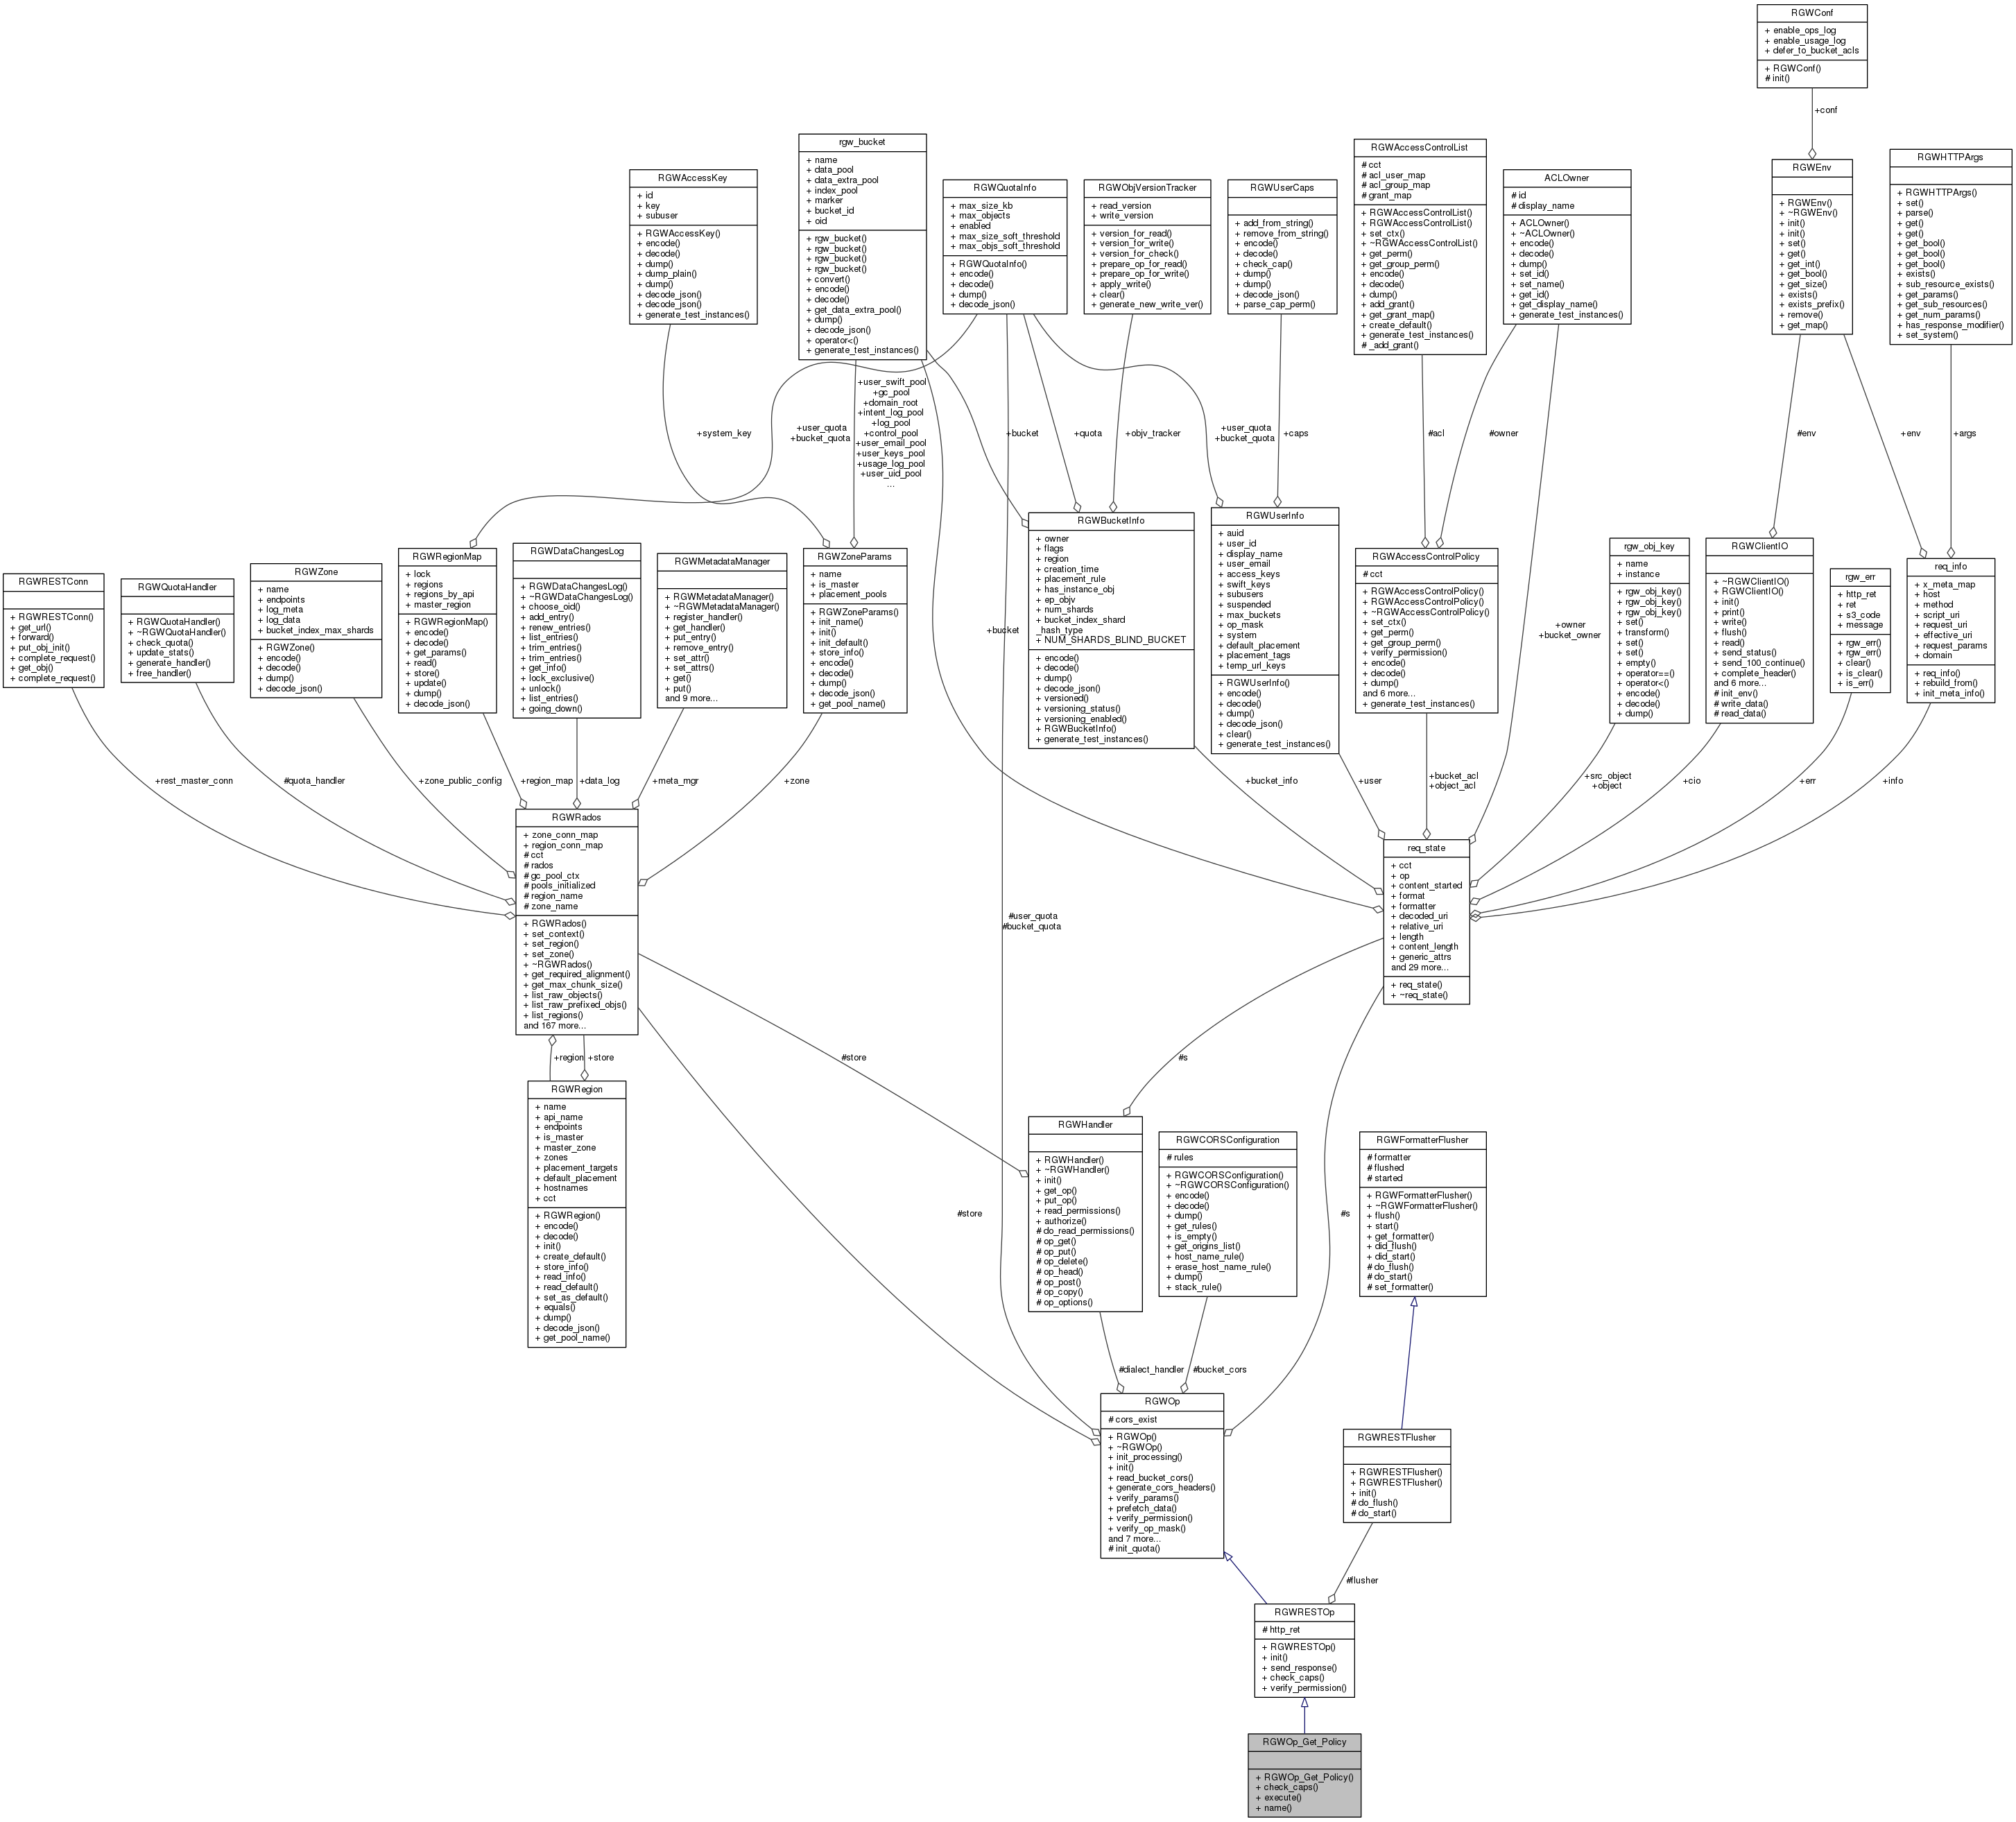 RGWConf
+ enable_ops_log
+ enable_usage_log
+ defer_to_bucket_acls
+ RGWConf()
# init()
+conf
rgw_bucket
+ name
+ data_pool
+ data_extra_pool
+ index_pool
+ marker
+ bucket_id
+ oid
+ rgw_bucket()
+ rgw_bucket()
+ rgw_bucket()
+ rgw_bucket()
+ convert()
+ encode()
+ decode()
+ get_data_extra_pool()
+ dump()
+ decode_json()
+ operator<()
+ generate_test_instances()
RGWAccessControlList
# cct
# acl_user_map
# acl_group_map
# grant_map
+ RGWAccessControlList()
+ RGWAccessControlList()
+ set_ctx()
+ ~RGWAccessControlList()
+ get_perm()
+ get_group_perm()
+ encode()
+ decode()
+ dump()
+ add_grant()
+ get_grant_map()
+ create_default()
+ generate_test_instances()
# _add_grant()
RGWHTTPArgs
+ RGWHTTPArgs()
+ set()
+ parse()
+ get()
+ get()
+ get_bool()
+ get_bool()
+ get_bool()
+ exists()
+ sub_resource_exists()
+ get_params()
+ get_sub_resources()
+ get_num_params()
+ has_response_modifier()
+ set_system()
RGWEnv
+ RGWEnv()
+ ~RGWEnv()
+ init()
+ init()
+ set()
+ get()
+ get_int()
+ get_bool()
+ get_size()
+ exists()
+ exists_prefix()
+ remove()
+ get_map()
RGWAccessKey
+ id
+ key
+ subuser
+ RGWAccessKey()
+ encode()
+ decode()
+ dump()
+ dump_plain()
+ dump()
+ decode_json()
+ decode_json()
+ generate_test_instances()
ACLOwner
# id
# display_name
+ ACLOwner()
+ ~ACLOwner()
+ encode()
+ decode()
+ dump()
+ set_id()
+ set_name()
+ get_id()
+ get_display_name()
+ generate_test_instances()
RGWQuotaInfo
+ max_size_kb
+ max_objects
+ enabled
+ max_size_soft_threshold
+ max_objs_soft_threshold
+ RGWQuotaInfo()
+ encode()
+ decode()
+ dump()
+ decode_json()
RGWObjVersionTracker
+ read_version
+ write_version
+ version_for_read()
+ version_for_write()
+ version_for_check()
+ prepare_op_for_read()
+ prepare_op_for_write()
+ apply_write()
+ clear()
+ generate_new_write_ver()
RGWUserCaps
+ add_from_string()
+ remove_from_string()
+ encode()
+ decode()
+ check_cap()
+ dump()
+ dump()
+ decode_json()
+ parse_cap_perm()
+system_key
+user_quota
+bucket_quota
+user_swift_pool
+gc_pool
+domain_root
+intent_log_pool
+log_pool
+control_pool
+user_email_pool
+user_keys_pool
+usage_log_pool
+user_uid_pool
...
+bucket
+quota
+objv_tracker
+user_quota
+bucket_quota
+caps
#acl
#owner
#env
+env
+args
RGWRESTConn
+ RGWRESTConn()
+ get_url()
+ forward()
+ put_obj_init()
+ complete_request()
+ get_obj()
+ complete_request()
RGWQuotaHandler
+ RGWQuotaHandler()
+ ~RGWQuotaHandler()
+ check_quota()
+ update_stats()
+ generate_handler()
+ free_handler()
RGWZone
+ name
+ endpoints
+ log_meta
+ log_data
+ bucket_index_max_shards
+ RGWZone()
+ encode()
+ decode()
+ dump()
+ decode_json()
RGWRegionMap
+ lock
+ regions
+ regions_by_api
+ master_region
+ RGWRegionMap()
+ encode()
+ decode()
+ get_params()
+ read()
+ store()
+ update()
+ dump()
+ decode_json()
RGWDataChangesLog
+ RGWDataChangesLog()
+ ~RGWDataChangesLog()
+ choose_oid()
+ add_entry()
+ renew_entries()
+ list_entries()
+ trim_entries()
+ trim_entries()
+ get_info()
+ lock_exclusive()
+ unlock()
+ list_entries()
+ going_down()
RGWMetadataManager
+ RGWMetadataManager()
+ ~RGWMetadataManager()
+ register_handler()
+ get_handler()
+ put_entry()
+ remove_entry()
+ set_attr()
+ set_attrs()
+ get()
+ put()
and 9 more...
RGWZoneParams
+ name
+ is_master
+ placement_pools
+ RGWZoneParams()
+ init_name()
+ init()
+ init_default()
+ store_info()
+ encode()
+ decode()
+ dump()
+ decode_json()
+ get_pool_name()
RGWBucketInfo
+ owner
+ flags
+ region
+ creation_time
+ placement_rule
+ has_instance_obj
+ ep_objv
+ num_shards
+ bucket_index_shard
_hash_type
+ NUM_SHARDS_BLIND_BUCKET
+ encode()
+ decode()
+ dump()
+ decode_json()
+ versioned()
+ versioning_status()
+ versioning_enabled()
+ RGWBucketInfo()
+ generate_test_instances()
RGWUserInfo
+ auid
+ user_id
+ display_name
+ user_email
+ access_keys
+ swift_keys
+ subusers
+ suspended
+ max_buckets
+ op_mask
+ system
+ default_placement
+ placement_tags
+ temp_url_keys
+ RGWUserInfo()
+ encode()
+ decode()
+ dump()
+ decode_json()
+ clear()
+ generate_test_instances()
RGWAccessControlPolicy
# cct
+ RGWAccessControlPolicy()
+ RGWAccessControlPolicy()
+ ~RGWAccessControlPolicy()
+ set_ctx()
+ get_perm()
+ get_group_perm()
+ verify_permission()
+ encode()
+ decode()
+ dump()
and 6 more...
+ generate_test_instances()
rgw_obj_key
+ name
+ instance
+ rgw_obj_key()
+ rgw_obj_key()
+ rgw_obj_key()
+ set()
+ transform()
+ set()
+ set()
+ empty()
+ operator==()
+ operator<()
+ encode()
+ decode()
+ dump()
RGWClientIO
+ ~RGWClientIO()
+ RGWClientIO()
+ init()
+ print()
+ write()
+ flush()
+ read()
+ send_status()
+ send_100_continue()
+ complete_header()
and 6 more...
# init_env()
# write_data()
# read_data()
rgw_err
+ http_ret
+ ret
+ s3_code
+ message
+ rgw_err()
+ rgw_err()
+ clear()
+ is_clear()
+ is_err()
req_info
+ x_meta_map
+ host
+ method
+ script_uri
+ request_uri
+ effective_uri
+ request_params
+ domain
+ req_info()
+ rebuild_from()
+ init_meta_info()
+bucket
+owner
+bucket_owner
+rest_master_conn
#quota_handler
+zone_public_config
+region_map
+data_log
+meta_mgr
+zone
+bucket_info
+user
+bucket_acl
+object_acl
+src_object
+object
+cio
+err
+info
RGWRados
+ zone_conn_map
+ region_conn_map
# cct
# rados
# gc_pool_ctx
# pools_initialized
# region_name
# zone_name
+ RGWRados()
+ set_context()
+ set_region()
+ set_zone()
+ ~RGWRados()
+ get_required_alignment()
+ get_max_chunk_size()
+ list_raw_objects()
+ list_raw_prefixed_objs()
+ list_regions()
and 167 more...
req_state
+ cct
+ op
+ content_started
+ format
+ formatter
+ decoded_uri
+ relative_uri
+ length
+ content_length
+ generic_attrs
and 29 more...
+ req_state()
+ ~req_state()
#user_quota
#bucket_quota
+region
+store
#store
#s
RGWRegion
+ name
+ api_name
+ endpoints
+ is_master
+ master_zone
+ zones
+ placement_targets
+ default_placement
+ hostnames
+ cct
+ RGWRegion()
+ encode()
+ decode()
+ init()
+ create_default()
+ store_info()
+ read_info()
+ read_default()
+ set_as_default()
+ equals()
+ dump()
+ decode_json()
+ get_pool_name()
RGWHandler
+ RGWHandler()
+ ~RGWHandler()
+ init()
+ get_op()
+ put_op()
+ read_permissions()
+ authorize()
# do_read_permissions()
# op_get()
# op_put()
# op_delete()
# op_head()
# op_post()
# op_copy()
# op_options()
RGWCORSConfiguration
# rules
+ RGWCORSConfiguration()
+ ~RGWCORSConfiguration()
+ encode()
+ decode()
+ dump()
+ get_rules()
+ is_empty()
+ get_origins_list()
+ host_name_rule()
+ erase_host_name_rule()
+ dump()
+ stack_rule()
RGWFormatterFlusher
# formatter
# flushed
# started
+ RGWFormatterFlusher()
+ ~RGWFormatterFlusher()
+ flush()
+ start()
+ get_formatter()
+ did_flush()
+ did_start()
# do_flush()
# do_start()
# set_formatter()
#store
#s
#dialect_handler
#bucket_cors
RGWOp
# cors_exist
+ RGWOp()
+ ~RGWOp()
+ init_processing()
+ init()
+ read_bucket_cors()
+ generate_cors_headers()
+ verify_params()
+ prefetch_data()
+ verify_permission()
+ verify_op_mask()
and 7 more...
# init_quota()
RGWRESTFlusher
+ RGWRESTFlusher()
+ RGWRESTFlusher()
+ init()
# do_flush()
# do_start()
#flusher
RGWRESTOp
# http_ret
+ RGWRESTOp()
+ init()
+ send_response()
+ check_caps()
+ verify_permission()
RGWOp_Get_Policy
+ RGWOp_Get_Policy()
+ check_caps()
+ execute()
+ name()